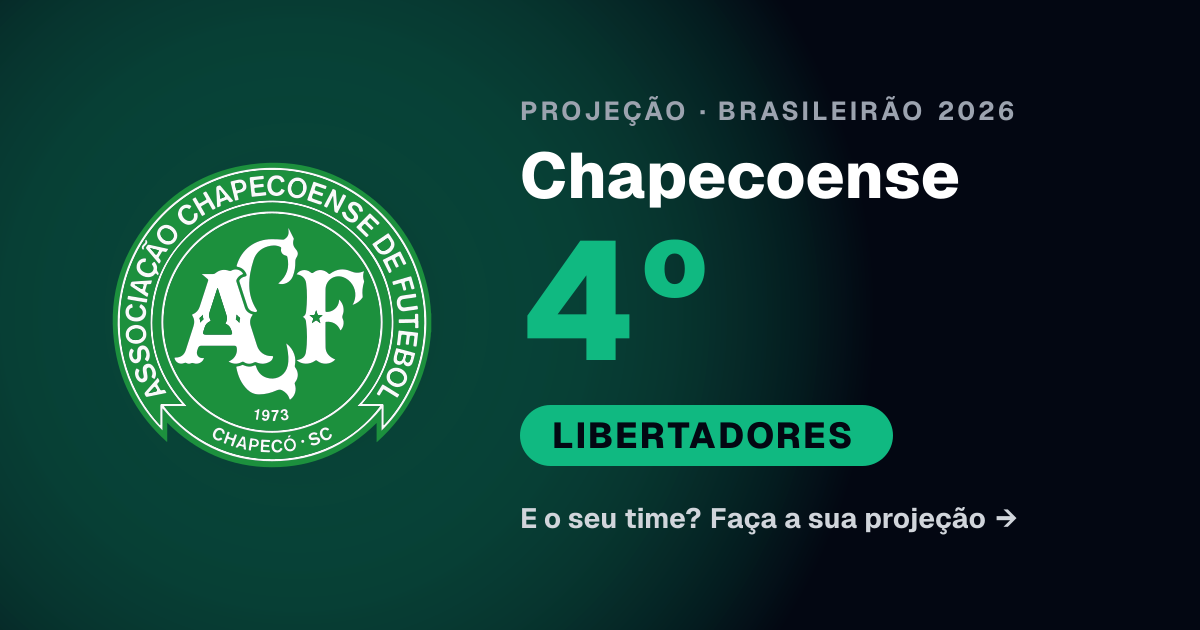 ASSOCIAÇÃO CHAPECOENSE DE FUTEBOL
ACF
1973
CHAPECÓ · SC
PROJEÇÃO · BRASILEIRÃO 2026
Chapecoense
4º
LIBERTADORES
E o seu time? Faça a sua projeção →